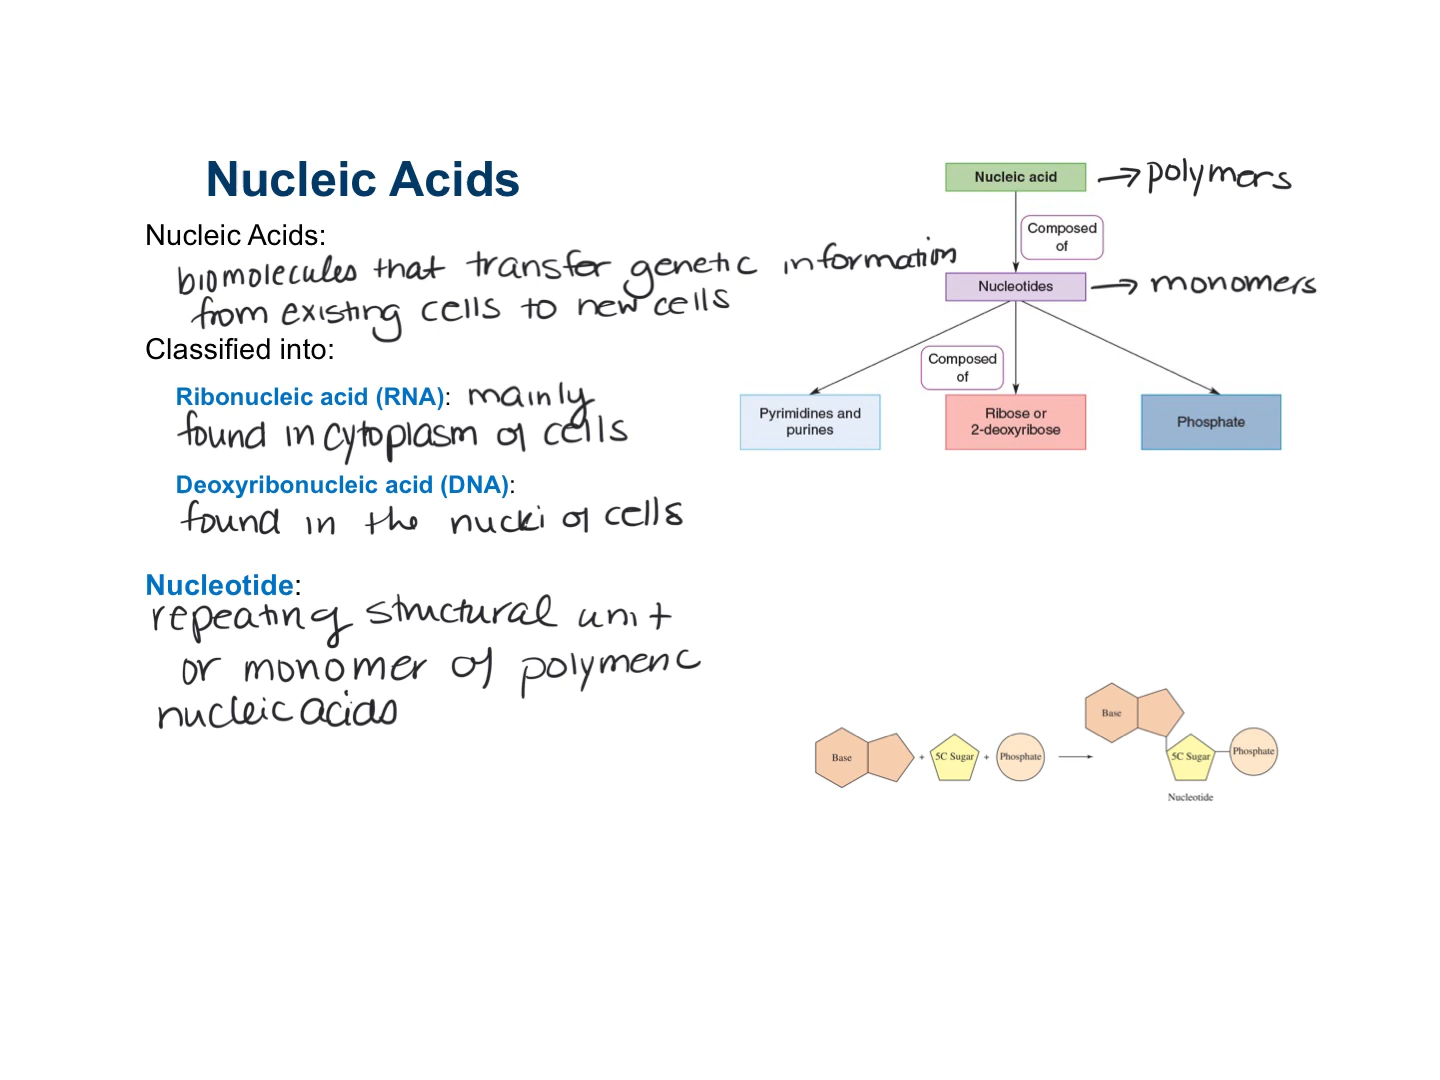 Nucleic Acids
Nucleic Acids:
biomolecules that transfer genetic information
from existing cells to new cells
Classified into:
Ribonucleic acid (RNA): mainly
found in cytoplasm of cells
Deoxyribonucleic acid (DNA):
found in the nuclei of cells
Nucleotide:
repeating structural unit
or monomer of polymeric
nucleic acids
Nucleic acid → polymers
Composed
of
Nucleotides → monomers
Composed
of
Pyrimidines and
purines
Ribose or
2-deoxyribose
Phosphate
Base + 5C Sugar + Phosphate
Base
5C Sugar
Phosphate
Nucleotide